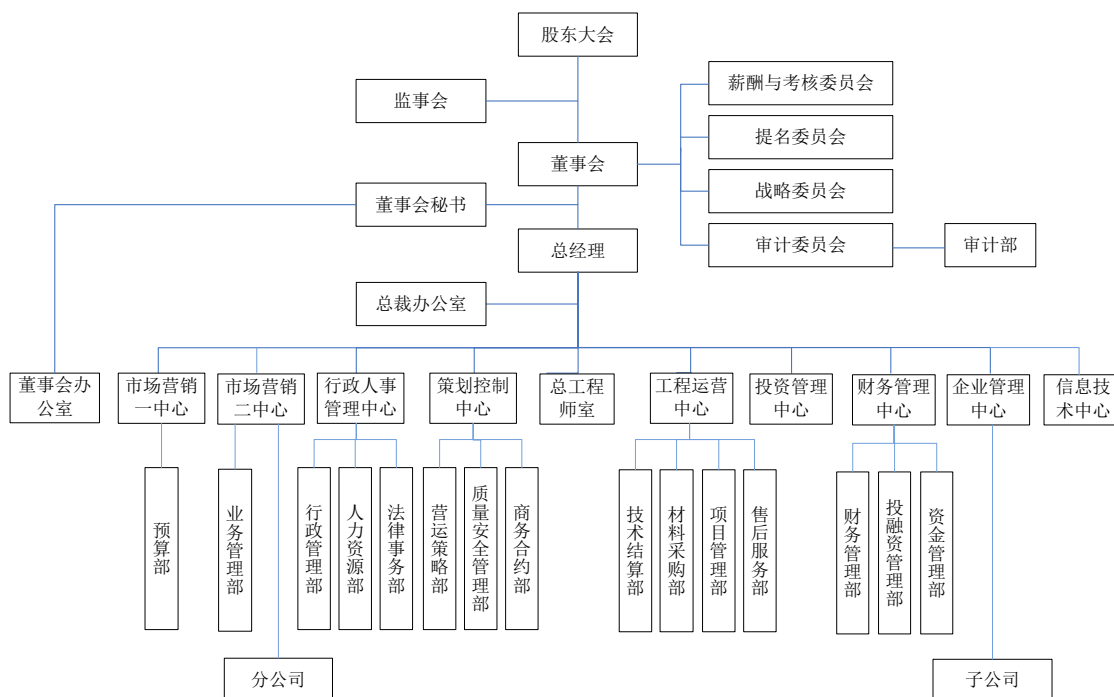 股东大会
薪酬与考核委员会
监事会
提名委员会
董事会
战略委员会
董事会秘书
总经理
审计委员会
审计部
总裁办公室
董事会办
公室
市场营销
一中心
市场营销
二中心
行政人事
管理中心
策划控制
中心
总工程
师室
工程运营
中心
投资管理
中心
财务管理
中心
企业管理
中心
信息技
术中心
预算部
业务管理部
行政管理部
人力资源部
法律事务部
营运策略部
质量安全管理部
商务合约部
技术结算部
材料采购部
项目管理部
售后服务部
财务管理部
投融资管理部
资金管理部
分公司
子公司